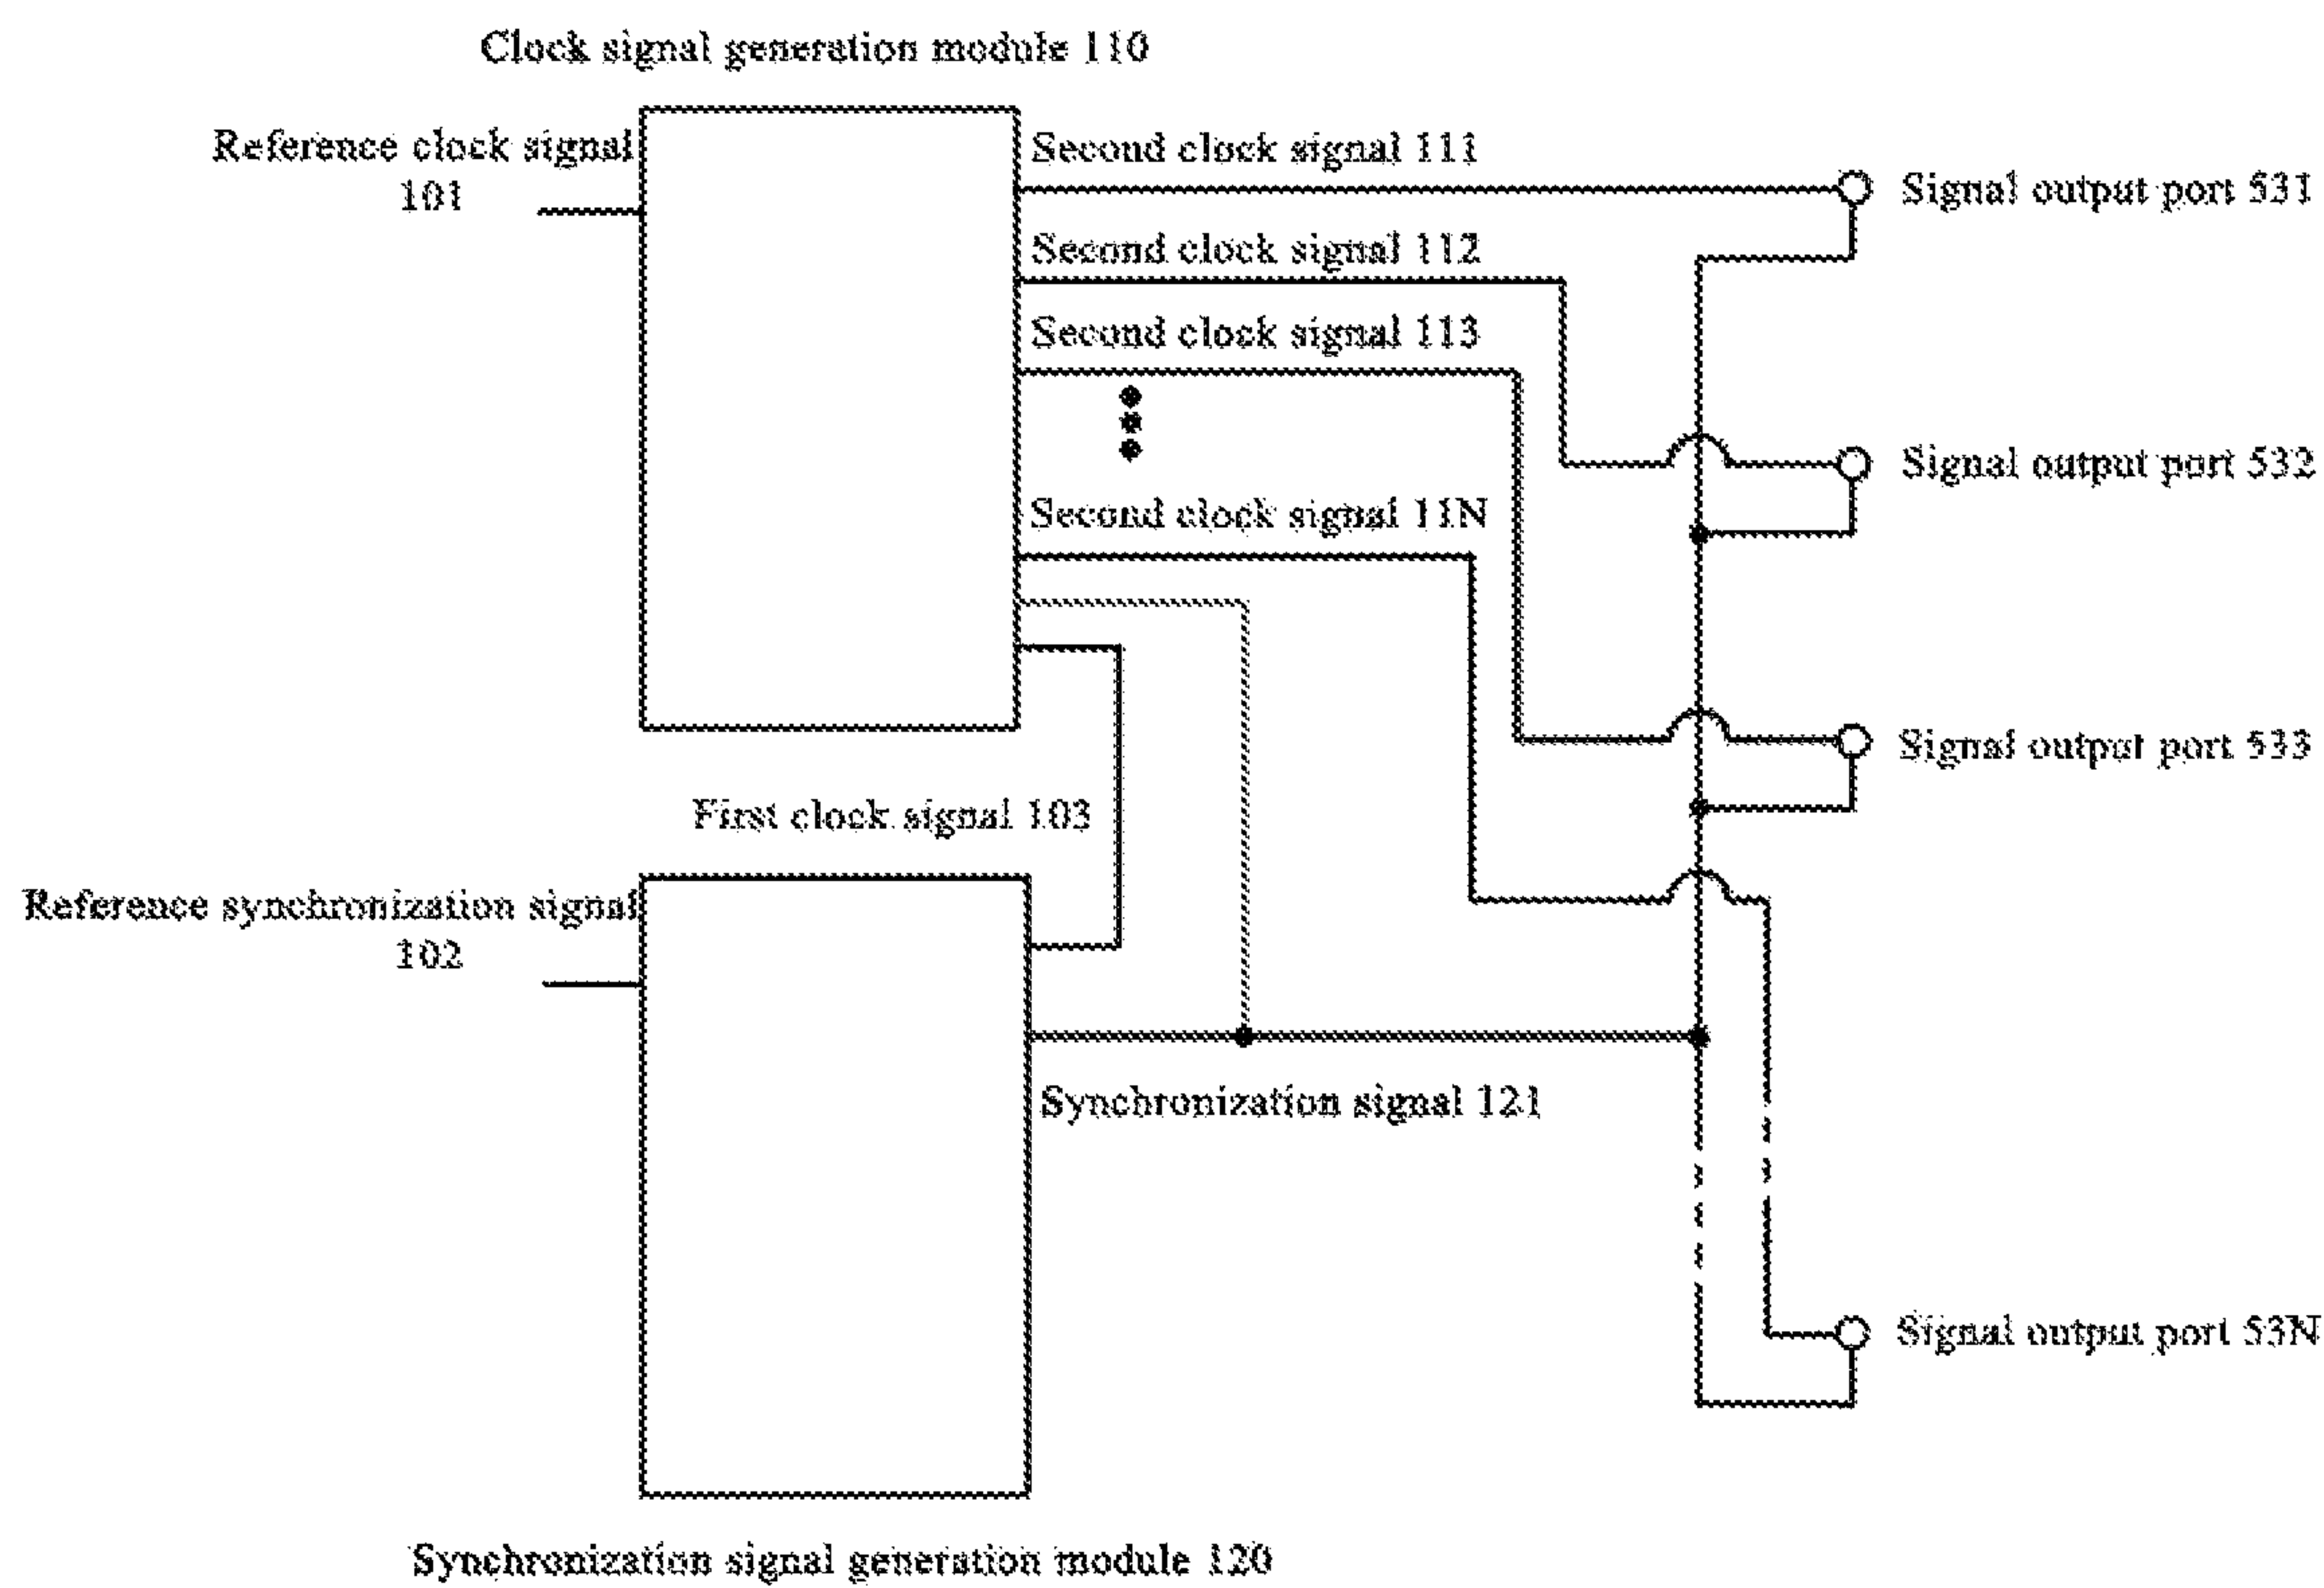 Clock signal generation module 110
Reference clock signal
101
Second clock signal 111
Signal output port 531
Second clock signal 112
Second clock signal 113
Signal output port 532
Second clock signal 11N
Signal output port 533
First clock signal 103
Reference synchronization signal
102
Synchronization signal 121
Signal output port 53N
Synchronization signal generation module 120